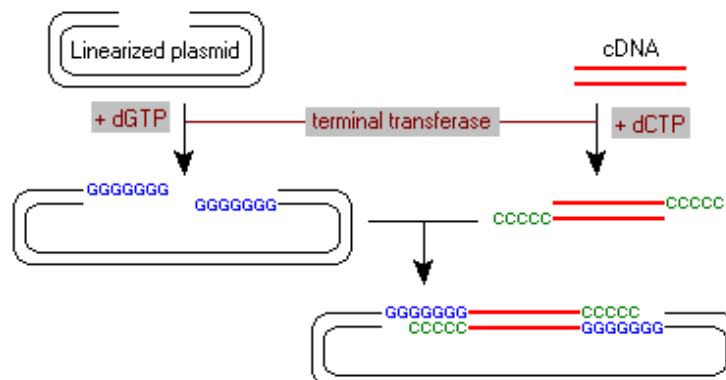 Linearized plasmid
cDNA
+ dGTP
terminal transferase
+ dCTP
GGGGGGG
GGGGGGG
CCCCC
CCCCC
GGGGGGG
CCCCC
CCCCC
GGGGGGG